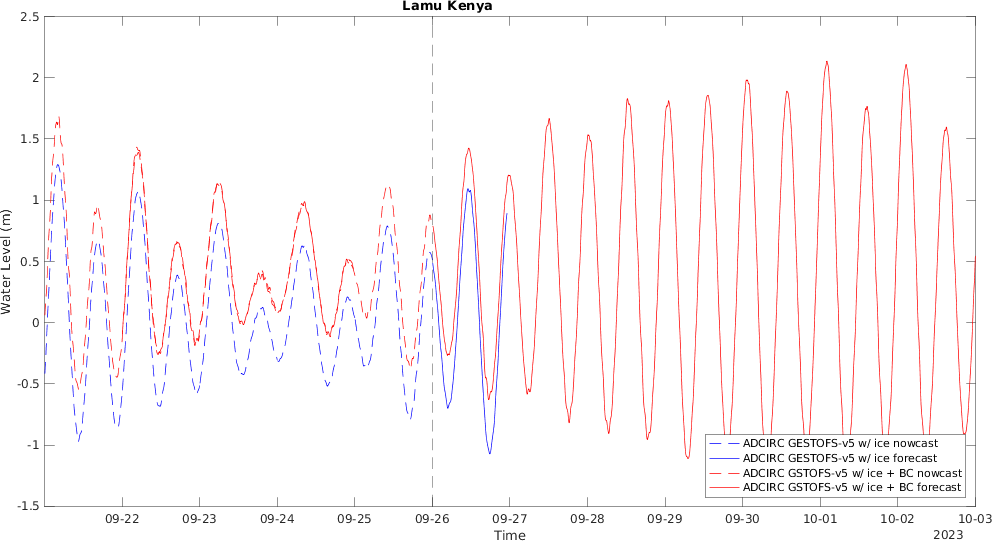 Lamu Kenya
2.5
2
1.5
1
0.5
0
-0.5
-1
-1.5
Water Level (m)
ADCIRC GESTOFS-v5 w/ ice nowcast
ADCIRC GESTOFS-v5 w/ ice forecast
ADCIRC GSTOFS-v5 w/ ice + BC nowcast
ADCIRC GSTOFS-v5 w/ ice + BC forecast
09-22 09-23 09-24 09-25 09-26 09-27 09-28 09-29 09-30 10-01 10-02 10-03
Time 2023